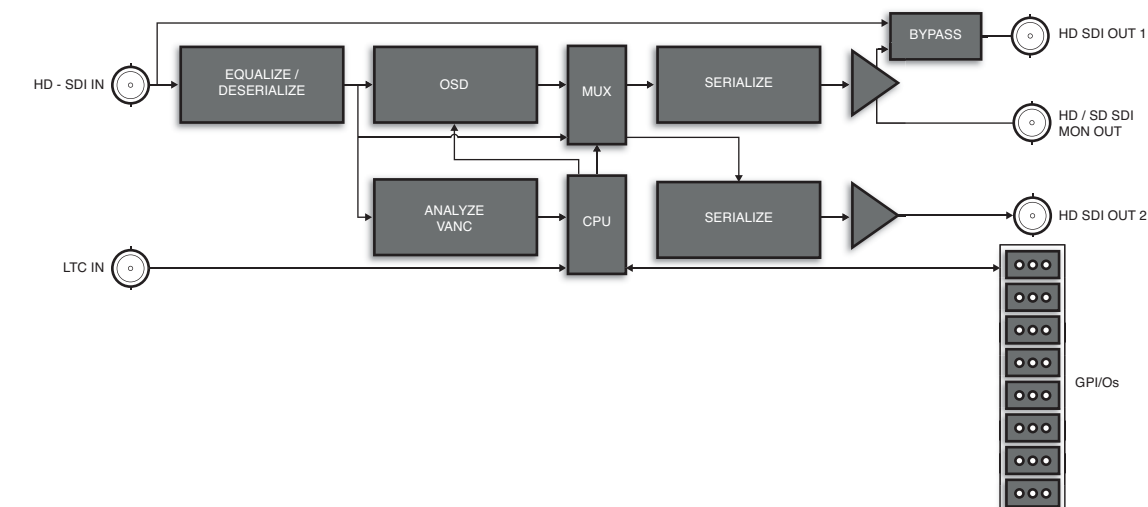 HD - SDI IN
EQUALIZE /
DESERIALIZE
OSD
MUX
SERIALIZE
BYPASS
HD SDI OUT 1
HD / SD SDI
MON OUT
ANALYZE
VANC
CPU
SERIALIZE
HD SDI OUT 2
LTC IN
GPI/Os